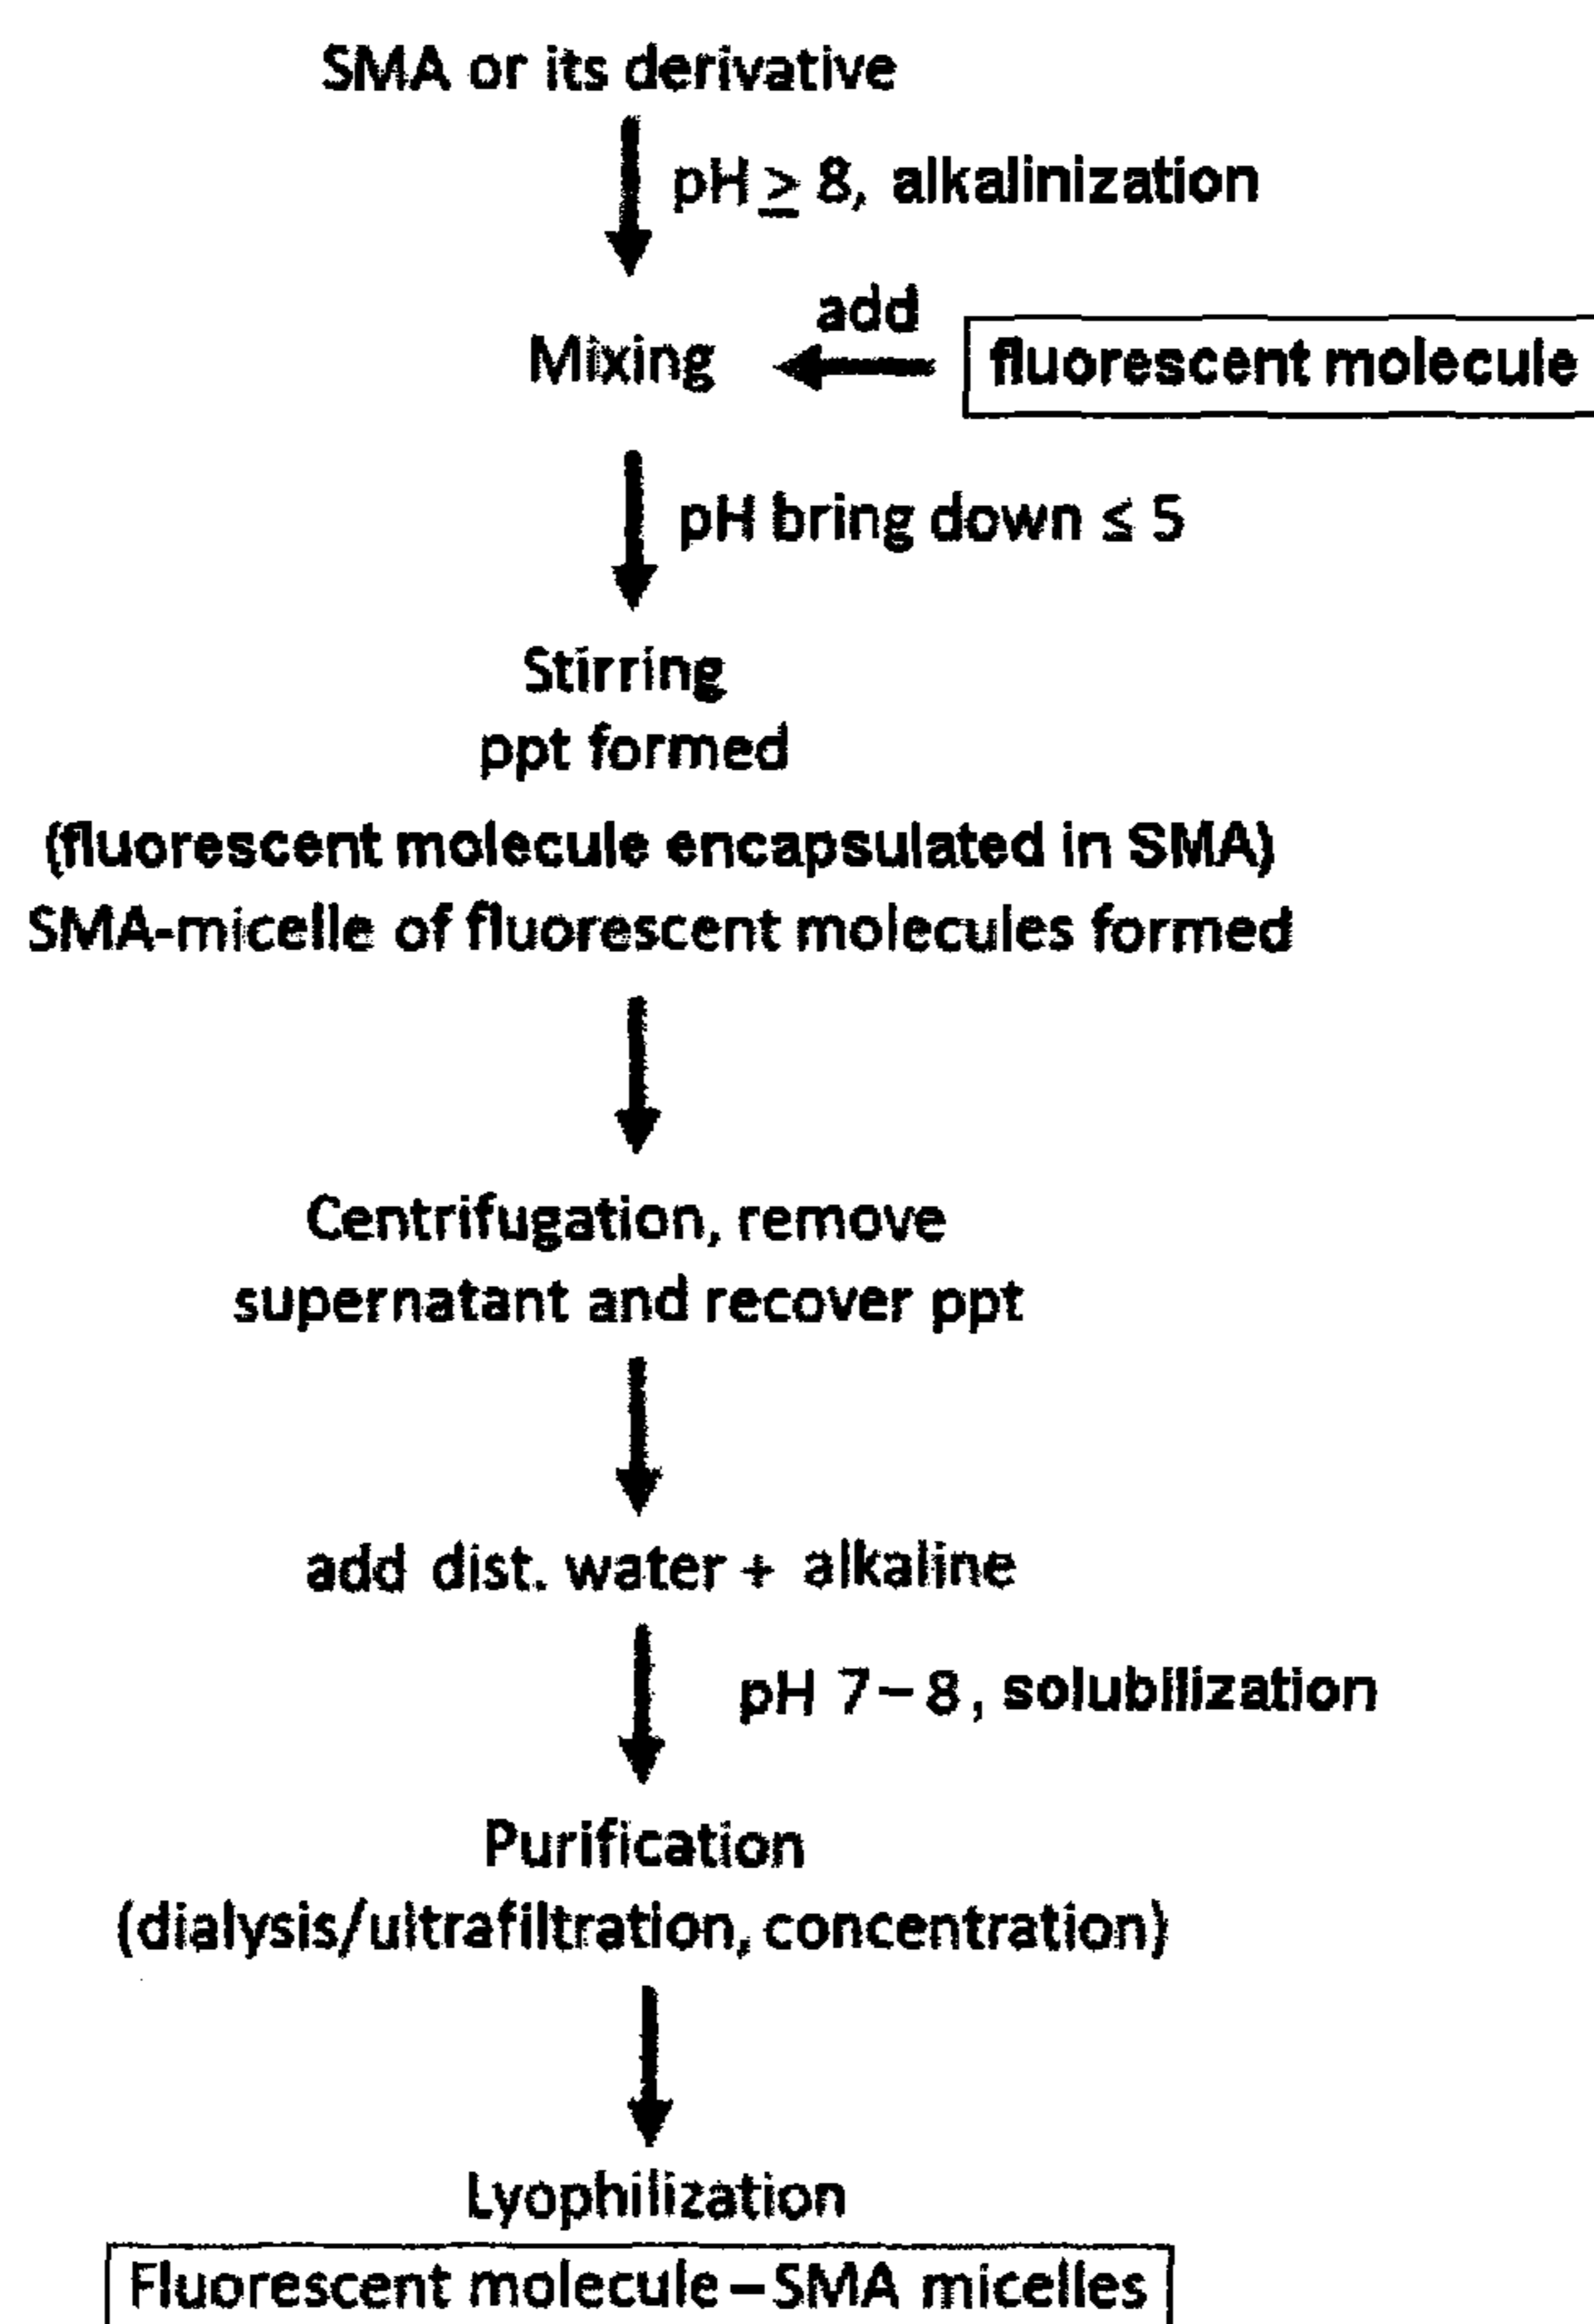 SMA or its derivative
pH ≥ 8, alkalinization
add
Mixing
fluorescent molecule
pH bring down ≤ 5
Stirring
ppt formed
(fluorescent molecule encapsulated in SMA)
SMA-micelle of fluorescent molecules formed
Centrifugation, remove
supernatant and recover ppt
add dist. water + alkaline
pH 7–8, solubilization
Purification
(dialysis/ultrafiltration, concentration)
Lyophilization
Fluorescent molecule–SMA micelles